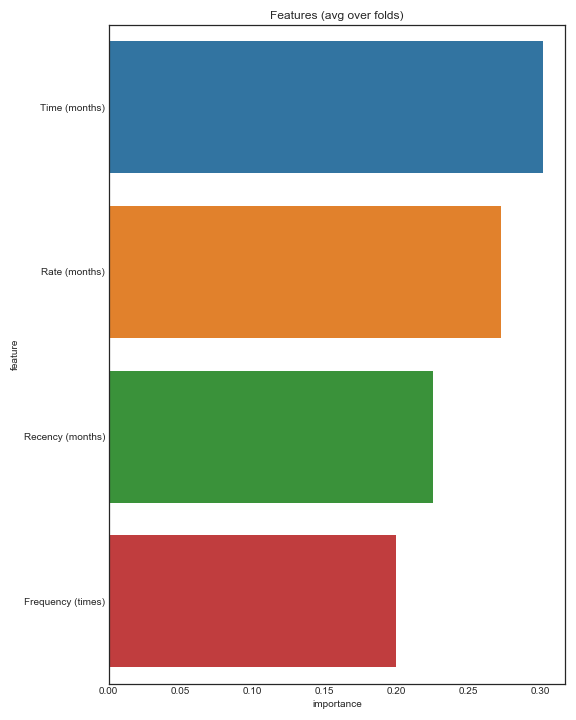 Features (avg over folds)
Time (months)
Rate (months)
Recency (months)
Frequency (times)
feature
0.00 0.05 0.10 0.15 0.20 0.25 0.30
importance